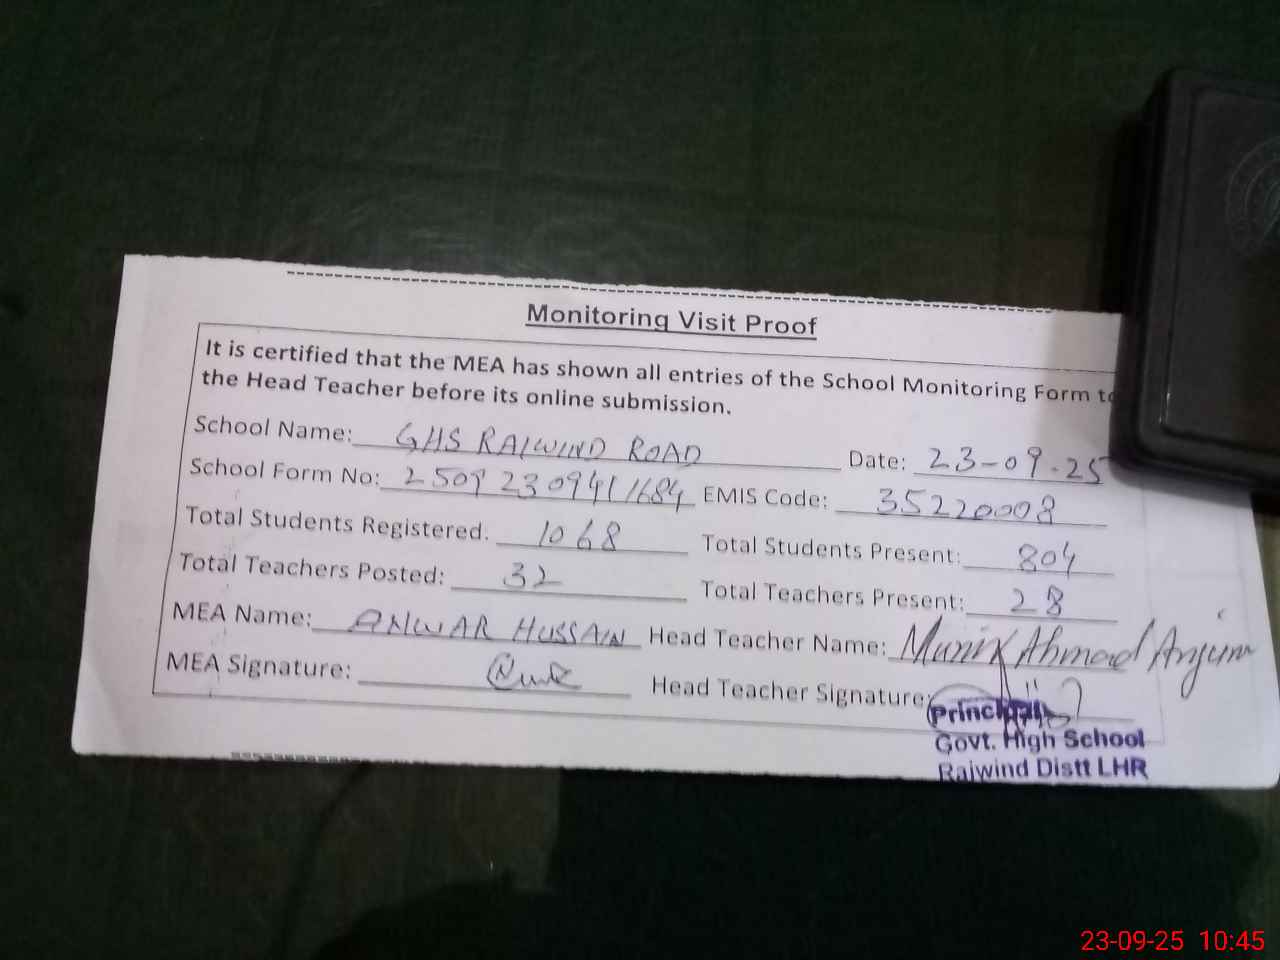 Monitoring Visit Proof
It is certified that the MEA has shown all entries of the School Monitoring Form to
the Head Teacher before its online submission.
School Name: GHS RAIWIND ROAD Date: 23-09-25
School Form No: 25092309411684 EMIS Code: 35220008
Total Students Registered: 1068 Total Students Present: 804
Total Teachers Posted: 32 Total Teachers Present: 28
MEA Name: ANWAR HUSSAIN Head Teacher Name: Munir Ahmad Anjum
MEA Signature: Head Teacher Signature:
Principal
Govt. High School
Raiwind Distt LHR
23-09-25 10:45